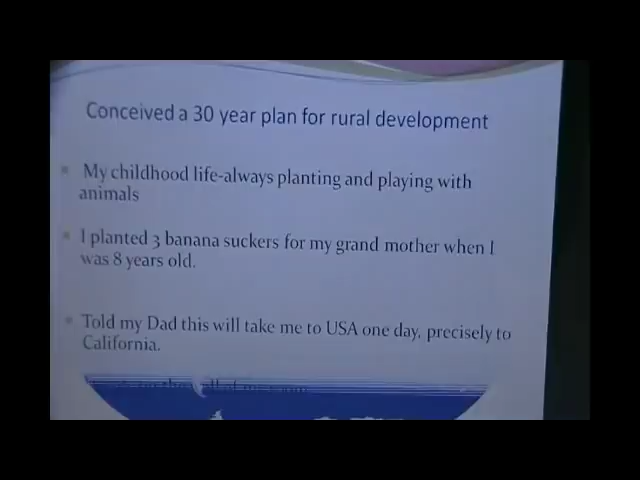 Conceived a 30 year plan for rural development
My childhood life-always planting and playing with
animals
I planted 3 banana suckers for my grand mother when I
was 8 years old.
Told my Dad this will take me to USA one day, precisely to
California.